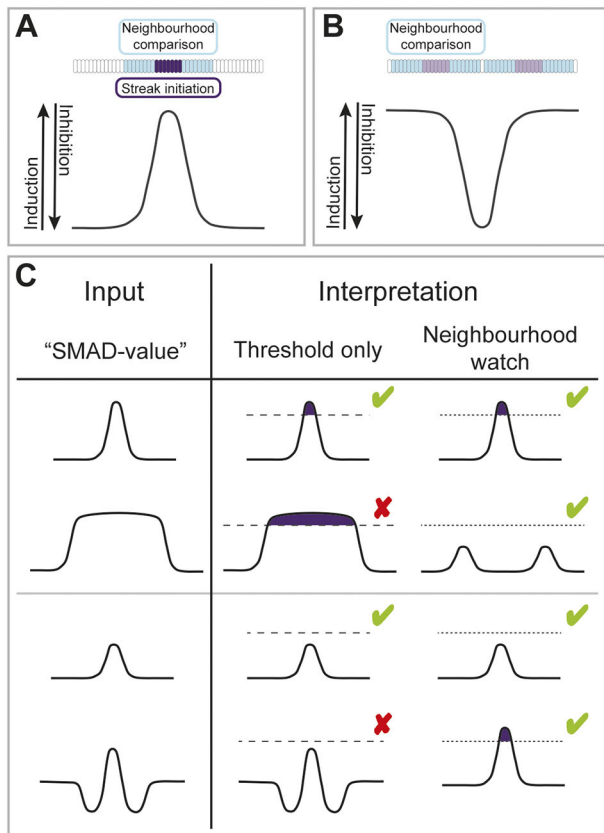 A
Neighbourhood
comparison
Streak initiation
Induction
Inhibition
B
Neighbourhood
comparison
Induction
Inhibition
C
Input
Interpretation
“SMAD-value”
Threshold only
Neighbourhood
watch